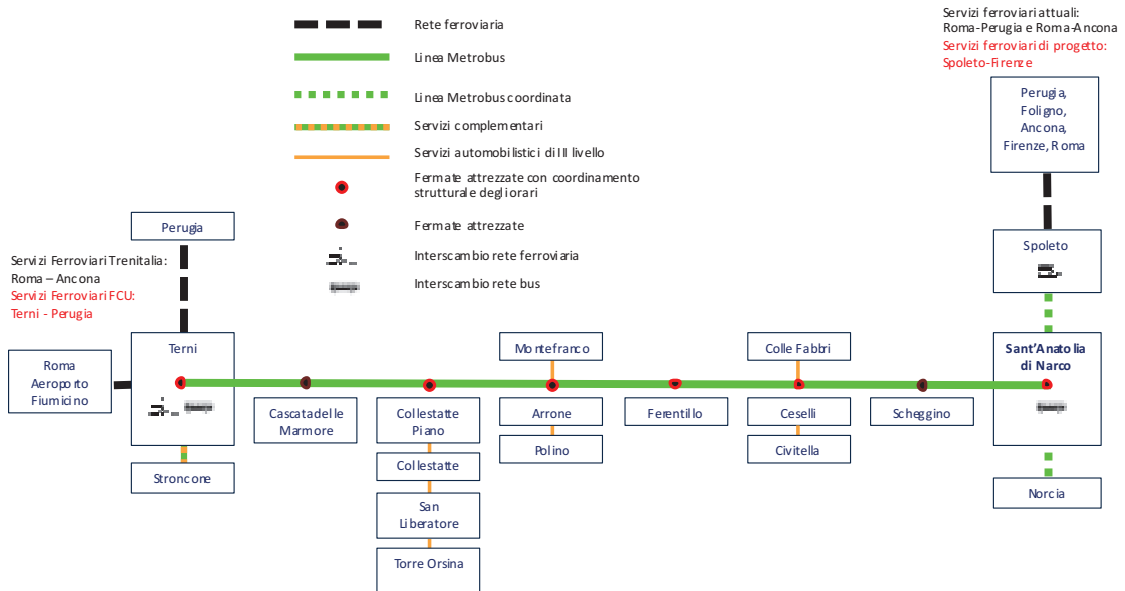 Rete ferroviaria
Linea Metrobus
Linea Metrobus coordinata
Servizi complementari
Servizi automobilistici di III livello
Fermate attrezzate con coordinamento
strutturale degli orari
Fermate attrezzate
Interscambio rete ferroviaria
Interscambio rete bus
Servizi ferroviari attuali:
Roma-Perugia e Roma-Ancona
Servizi ferroviari di progetto:
Spoleto-Firenze
Perugia,
Foligno,
Ancona,
Firenze, Roma
Spoleto
Perugia
Servizi Ferroviari Trenitalia:
Roma – Ancona
Servizi Ferroviari FCU:
Terni - Perugia
Roma
Aeroporto
Fiumicino
Terni
Stroncone
Cascata delle
Marmore
Collestatte
Piano
Collestatte
San
Liberatore
Torre Orsina
Montefranco
Arrone
Polino
Ferentillo
Colle Fabbri
Ceselli
Civitella
Scheggino
Sant'Anatolia
di Narco
Norcia